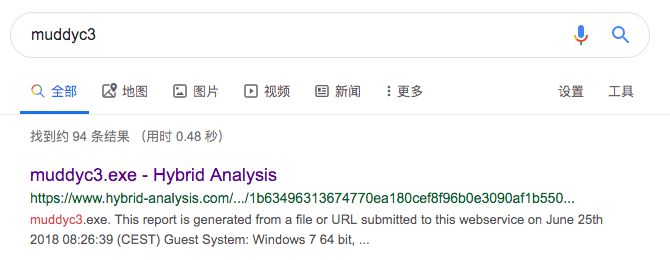 muddyc3
全部 地图 图片 视频 新闻 更多 设置 工具
找到约 94 条结果 （用时 0.48 秒）
muddyc3.exe - Hybrid Analysis
https://www.hybrid-analysis.com/.../1b63496313674770ea180cef8f96b0e3090af1b550...
muddyc3.exe. This report is generated from a file or URL submitted to this webservice on June 25th
2018 08:26:39 (CEST) Guest System: Windows 7 64 bit, ...